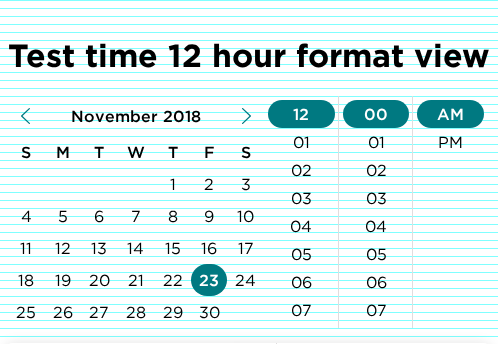 Test time 12 hour format view
November 2018
S M T W T F S
1 2 3
4 5 6 7 8 9 10
11 12 13 14 15 16 17
18 19 20 21 22 23 24
25 26 27 28 29 30
12 00 AM
01 01 PM
02 02
03 03
04 04
05 05
06 06
07 07